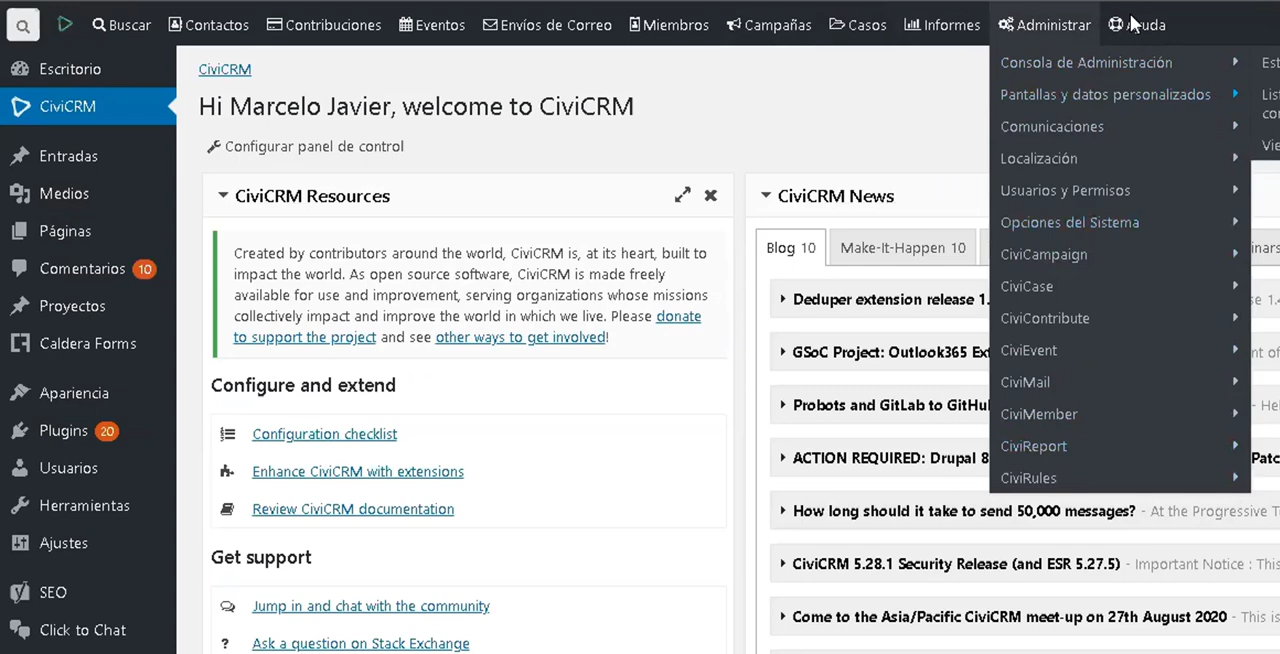 Buscar
Contactos
Contribuciones
Eventos
Envíos de Correo
Miembros
Campañas
Casos
Informes
Administrar
Escritorio
CiviCRM
Entradas
Medios
Páginas
Comentarios 10
Proyectos
Caldera Forms
Apariencia
Plugins 20
Usuarios
Herramientas
Ajustes
SEO
Click to Chat
CiviCRM
Hi Marcelo Javier, welcome to CiviCRM
Configurar panel de control
CiviCRM Resources
Created by contributors around the world, CiviCRM is, at its heart, built to
impact the world. As open source software, CiviCRM is made freely
available for use and improvement, serving organizations whose missions
collectively impact and improve the world in which we live. Please donate
to support the project and see other ways to get involved!
Configure and extend
Configuration checklist
Enhance CiviCRM with extensions
Review CiviCRM documentation
Get support
Jump in and chat with the community
Ask a question on Stack Exchange
CiviCRM News
Blog 10
Make-It-Happen 10
Deduper extension release 1.
GSoC Project: Outlook365
Probots and GitLab to GitHu
ACTION REQUIRED: Drupal 8
How long should it take to send 50,000 messages? - At the Progressive T
CiviCRM 5.28.1 Security Release (and ESR 5.27.5) - Important Notice : This
Come to the Asia/Pacific CiviCRM meet-up on 27th August 2020 - This is
Consola de Administración
Pantallas y datos personalizados
Comunicaciones
Localización
Usuarios y Permisos
Opciones del Sistema
CiviCampaign
CiviCase
CiviContribute
CiviEvent
CiviMail
CiviMember
CiviReport
CiviRules